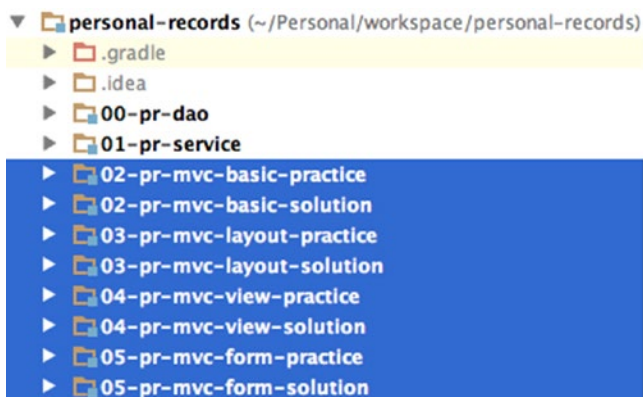 personal-records (~/Personal/workspace/personal-records)
.gradle
.idea
00-pr-dao
01-pr-service
02-pr-mvc-basic-practice
02-pr-mvc-basic-solution
03-pr-mvc-layout-practice
03-pr-mvc-layout-solution
04-pr-mvc-view-practice
04-pr-mvc-view-solution
05-pr-mvc-form-practice
05-pr-mvc-form-solution